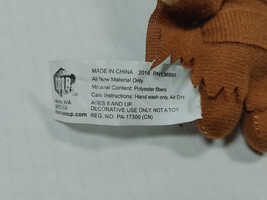 MADE IN CHINA 2016
All New Material Only
Material Content: Polyester fibers
Care Instructions: Hand wash only, Air Dry
AGES 8 AND UP.
DECORATIVE USE ONLY, NOT A TOY
REG. NO. PA-17300 (CN)